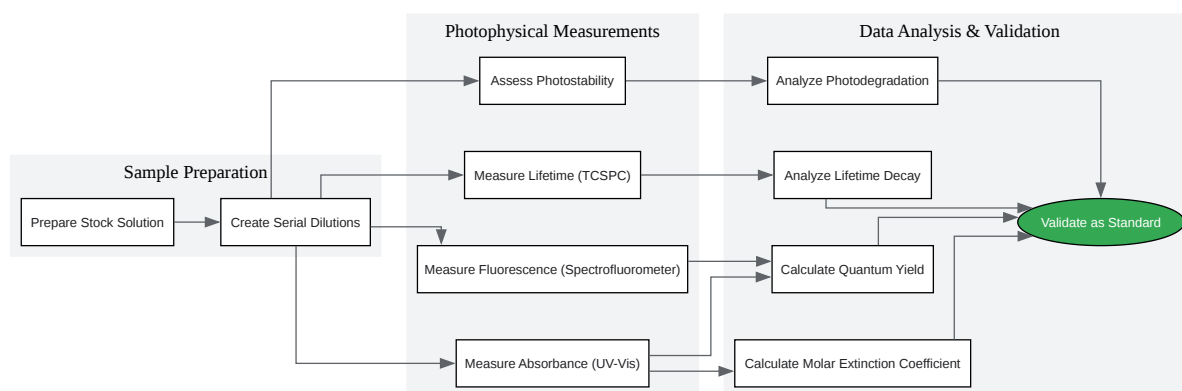 Photophysical Measurements
Data Analysis & Validation
Assess Photostability
Analyze Photodegradation
Sample Preparation
Measure Lifetime (TCSPC)
Analyze Lifetime Decay
Prepare Stock Solution
Create Serial Dilutions
Validate as Standard
Measure Fluorescence (Spectrofluorometer)
Calculate Quantum Yield
Measure Absorbance (UV-Vis)
Calculate Molar Extinction Coefficient